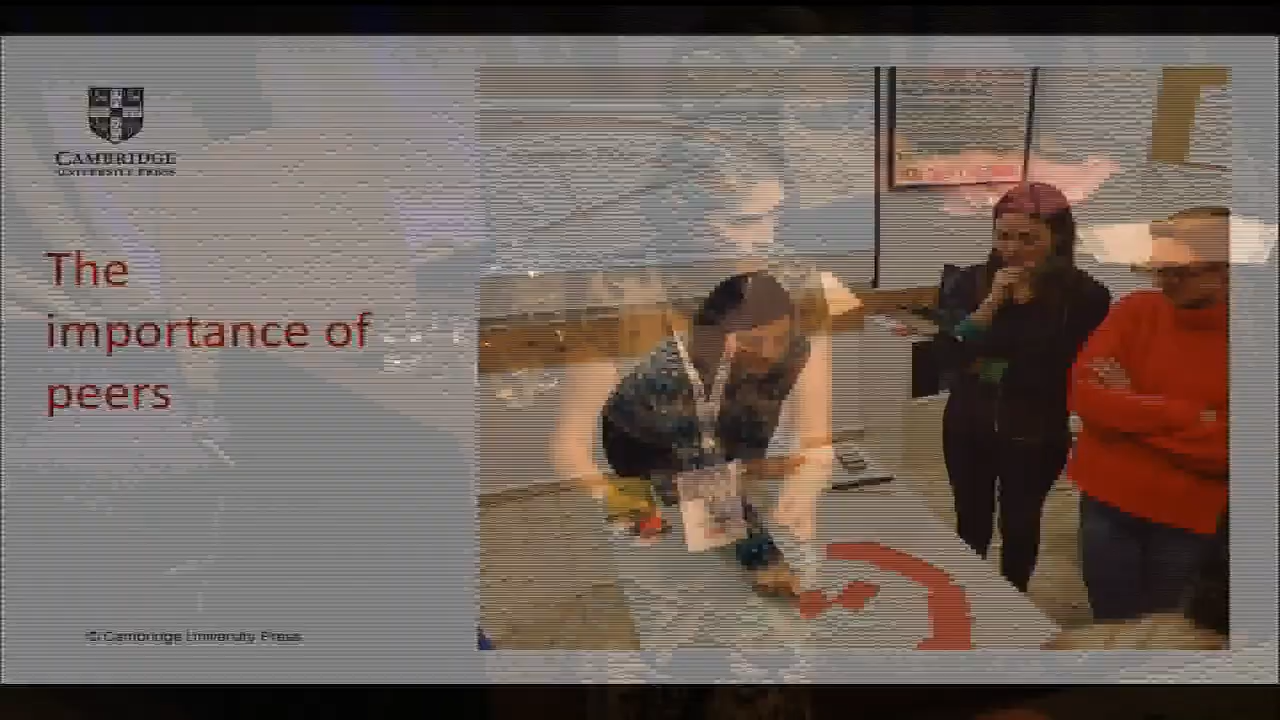 CAMBRIDGE
UNIVERSITY PRESS
The
importance of
peers
© Cambridge University Press